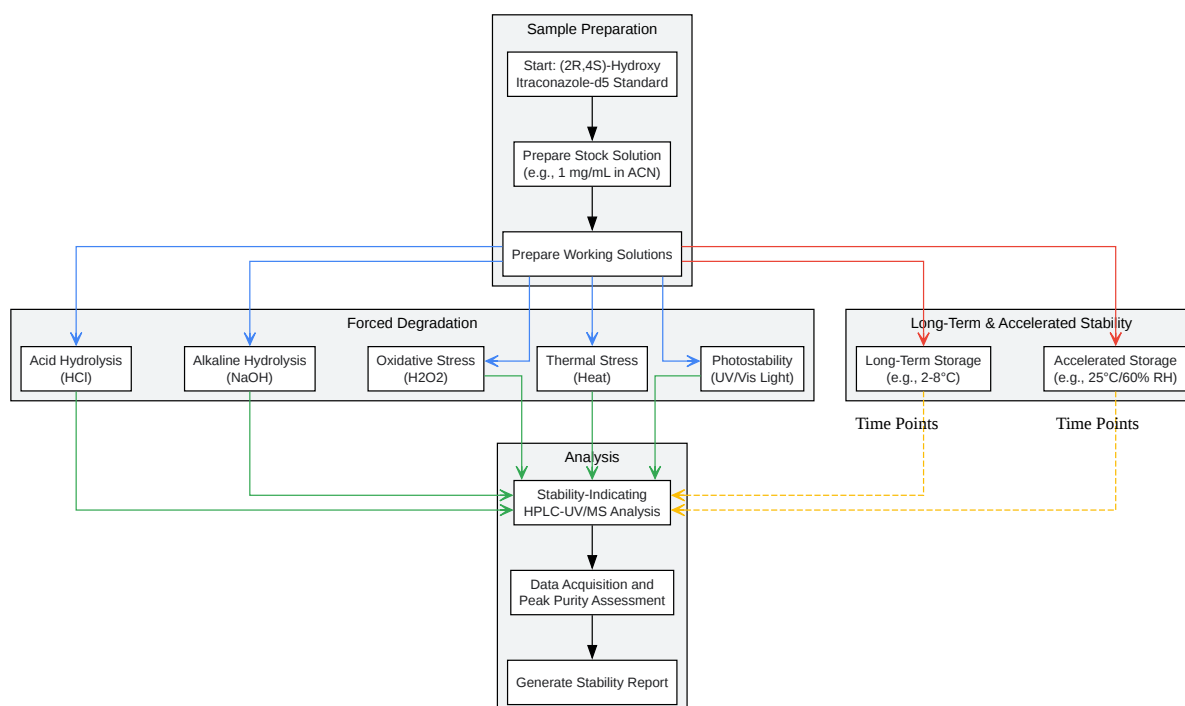 Sample Preparation
Start: (2R,4S)-Hydroxy
Itraconazole-d5 Standard
Prepare Stock Solution
(e.g., 1 mg/mL in ACN)
Prepare Working Solutions
Forced Degradation
Acid Hydrolysis
(HCl)
Alkaline Hydrolysis
(NaOH)
Oxidative Stress
(H2O2)
Thermal Stress
(Heat)
Photostability
(UV/Vis Light)
Long-Term & Accelerated Stability
Long-Term Storage
(e.g., 2-8°C)
Accelerated Storage
(e.g., 25°C/60% RH)
Time Points
Time Points
Analysis
Stability-Indicating
HPLC-UV/MS Analysis
Data Acquisition and
Peak Purity Assessment
Generate Stability Report